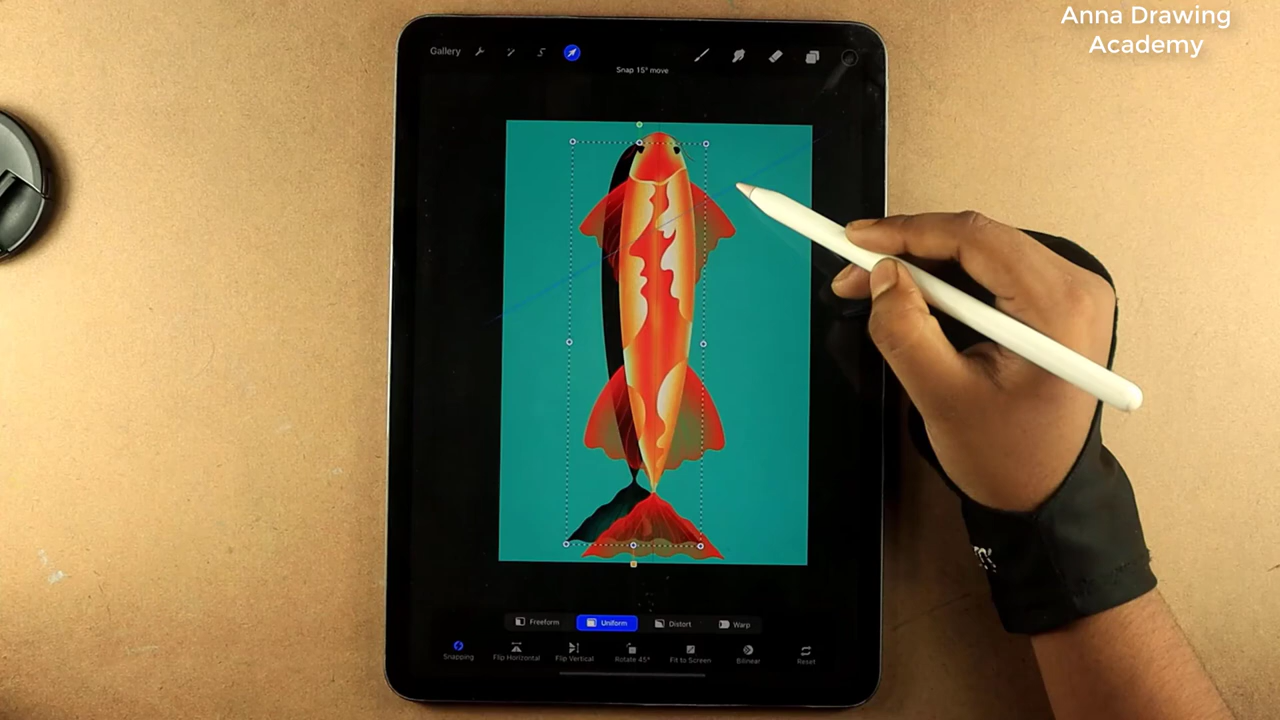 Anna Drawing
Academy
Gallery
Snap 15° move
Freeform
Uniform
Distort
Warp
Snapping
Flip Horizontal
Flip Vertical
Rotate 45°
Fit to Screen
Bilinear
Reset